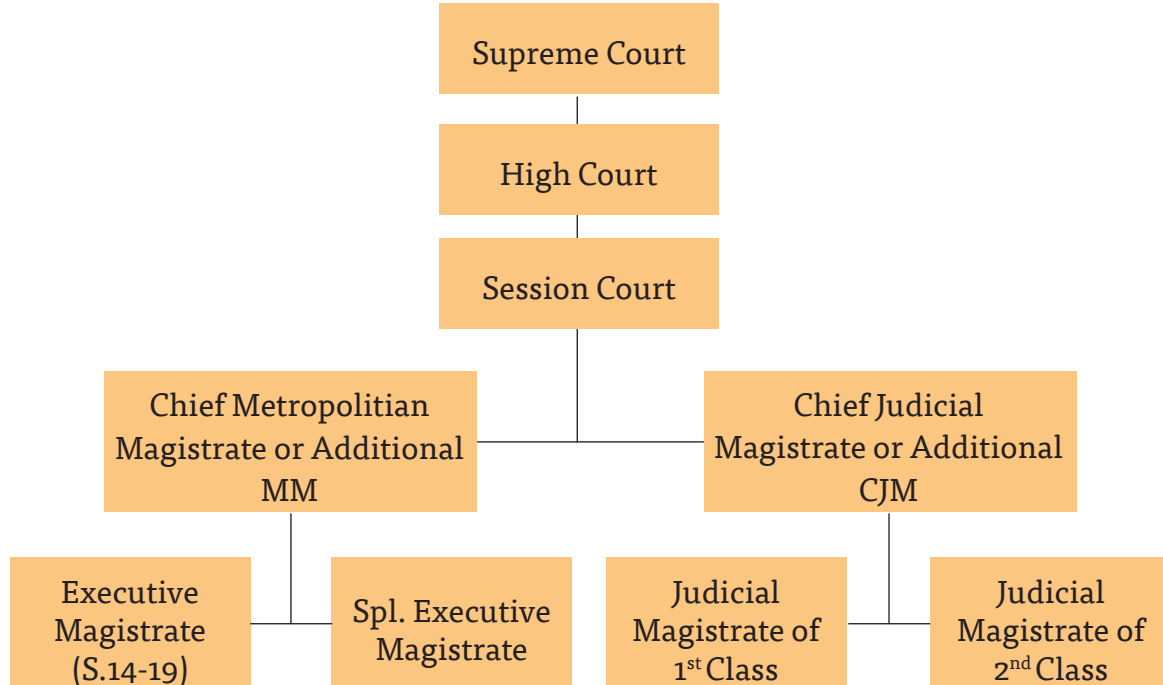 Supreme Court
High Court
Session Court
Chief Metropolitian
Magistrate or Additional
MM
Chief Judicial
Magistrate or Additional
CJM
Executive
Magistrate
(S.14-19)
Spl. Executive
Magistrate
Judicial
Magistrate of
1st Class
Judicial
Magistrate of
2nd Class